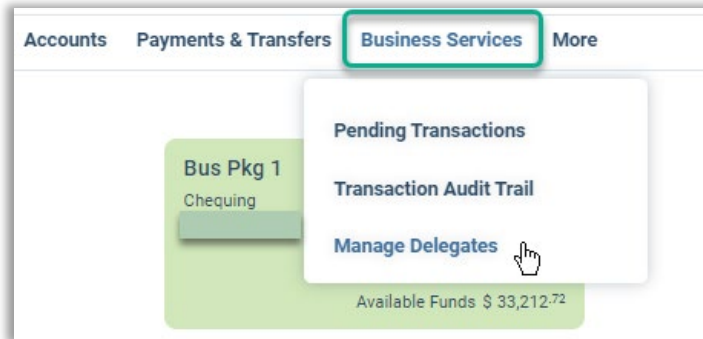 Accounts Payments & Transfers Business Services More
Pending Transactions
Bus Pkg 1
Transaction Audit Trail
Chequing
Manage Delegates
Available Funds $ 33,212.72